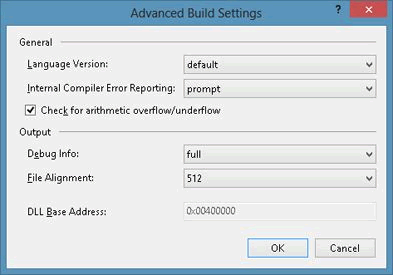 Advanced Build Settings ? ×
General
Language Version: default
Internal Compiler Error Reporting: prompt
Check for arithmetic overflow/underflow
Output
Debug Info: full
File Alignment: 512
DLL Base Address: 0x00400000
OK Cancel